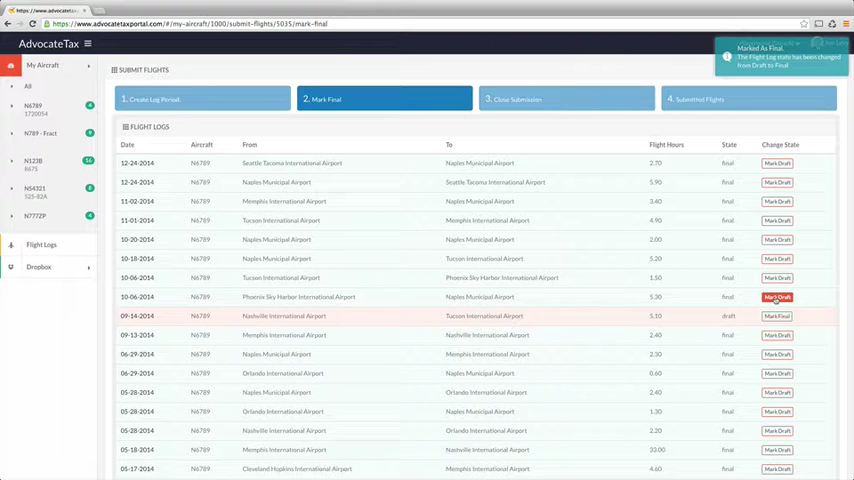 https://www.advocatetaxportal.com
https://www.advocatetaxportal.com/#/my-aircraft/1000/submit-flights/5035/mark-final
AdvocateTax
Marked As Final.
The Flight Log state has been changed from Draft to Final
My Aircraft
All
N6789 4
1720054
N789 - Fract
N123B 16
8675
N54321 8
525-82A
N777ZP 4
Flight Logs
Dropbox
SUBMIT FLIGHTS
1. Create Log Period
2. Mark Final
3. Close Submission
4. Submitted Flights
FLIGHT LOGS
Date Aircraft From To Flight Hours State Change State
12-24-2014 N6789 Seattle Tacoma International Airport Naples Municipal Airport 2.70 final Mark Draft
12-24-2014 N6789 Naples Municipal Airport Seattle Tacoma International Airport 5.90 final Mark Draft
11-02-2014 N6789 Memphis International Airport Naples Municipal Airport 3.40 final Mark Draft
11-01-2014 N6789 Tucson International Airport Memphis International Airport 4.90 final Mark Draft
10-20-2014 N6789 Naples Municipal Airport Naples Municipal Airport 2.00 final Mark Draft
10-18-2014 N6789 Naples Municipal Airport Tucson International Airport 5.20 final Mark Draft
10-06-2014 N6789 Tucson International Airport Phoenix Sky Harbor International Airport 1.50 final Mark Draft
10-06-2014 N6789 Phoenix Sky Harbor International Airport Naples Municipal Airport 5.30 final Mark Draft
09-14-2014 N6789 Nashville International Airport Tucson International Airport 5.10 draft Mark Final
09-13-2014 N6789 Memphis International Airport Nashville International Airport 2.40 final Mark Draft
06-29-2014 N6789 Naples Municipal Airport Memphis International Airport 2.30 final Mark Draft
06-29-2014 N6789 Orlando International Airport Naples Municipal Airport 0.60 final Mark Draft
05-28-2014 N6789 Naples Municipal Airport Orlando International Airport 2.40 final Mark Draft
05-28-2014 N6789 Orlando International Airport Naples Municipal Airport 1.30 final Mark Draft
05-28-2014 N6789 Nashville International Airport Orlando International Airport 2.20 final Mark Draft
05-18-2014 N6789 Memphis International Airport Nashville International Airport 33.00 final Mark Draft
05-17-2014 N6789 Cleveland Hopkins International Airport Memphis International Airport 4.60 final Mark Draft